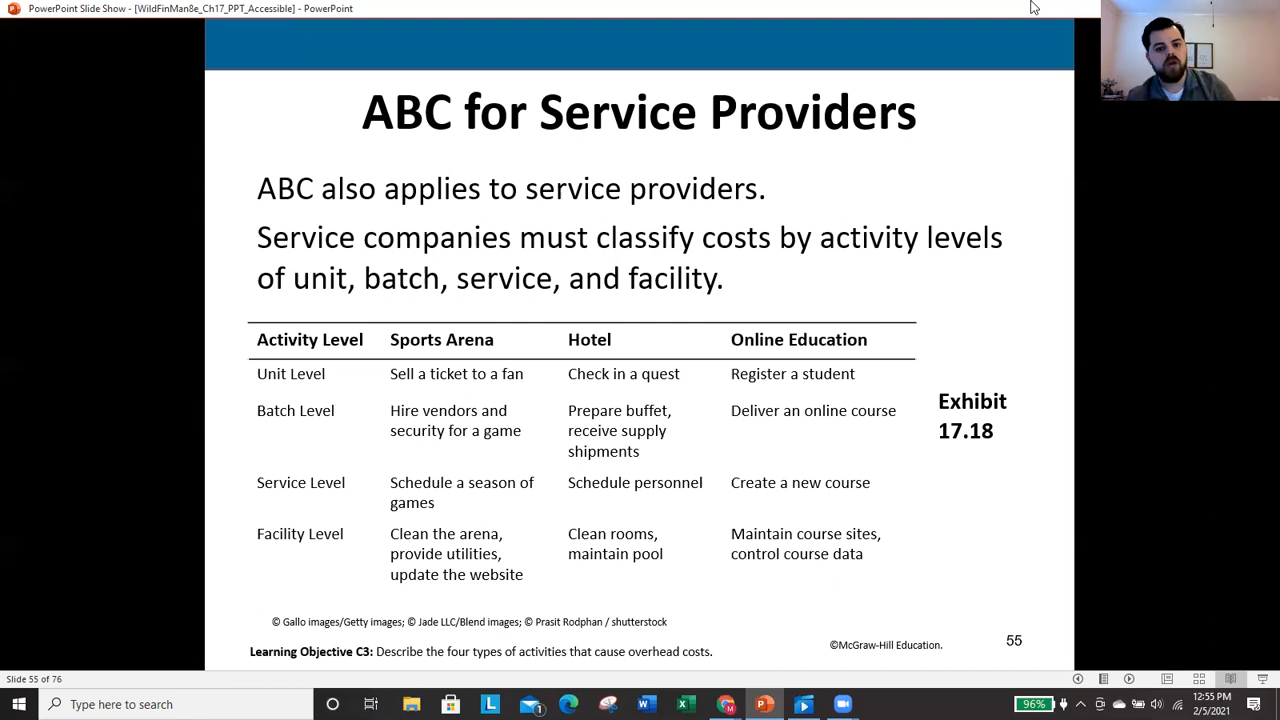 PowerPoint Slide Show - [WildFinMan8e_Ch17_PPT_Accessible] - PowerPoint
ABC for Service Providers
ABC also applies to service providers.
Service companies must classify costs by activity levels
of unit, batch, service, and facility.
Activity Level Sports Arena Hotel Online Education
Unit Level Sell a ticket to a fan Check in a quest Register a student
Batch Level Hire vendors and security for a game Prepare buffet, receive supply shipments Deliver an online course
Service Level Schedule a season of games Schedule personnel Create a new course
Facility Level Clean the arena, provide utilities, update the website Clean rooms, maintain pool Maintain course sites, control course data
Exhibit
17.18
© Gallo images/Getty images; © Jade LLC/Blend images; © Prasit Rodphan / shutterstock
Learning Objective C3: Describe the four types of activities that cause overhead costs.
©McGraw-Hill Education.
55
Slide 55 of 76
Type here to search
96%
12:55 PM
2/5/2021